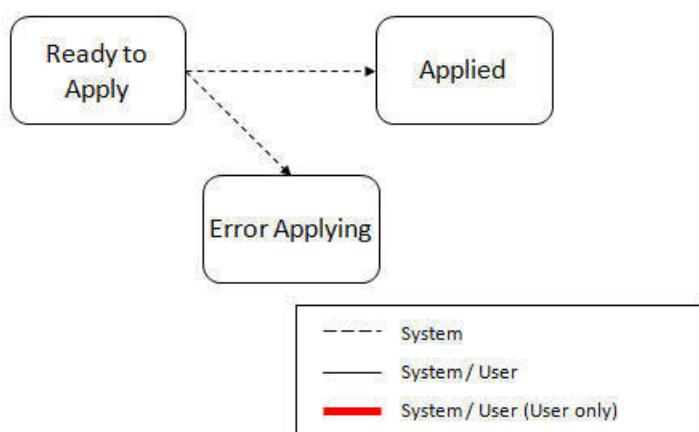 Ready to
Apply
Applied
Error Applying
System
System / User
System / User (User only)